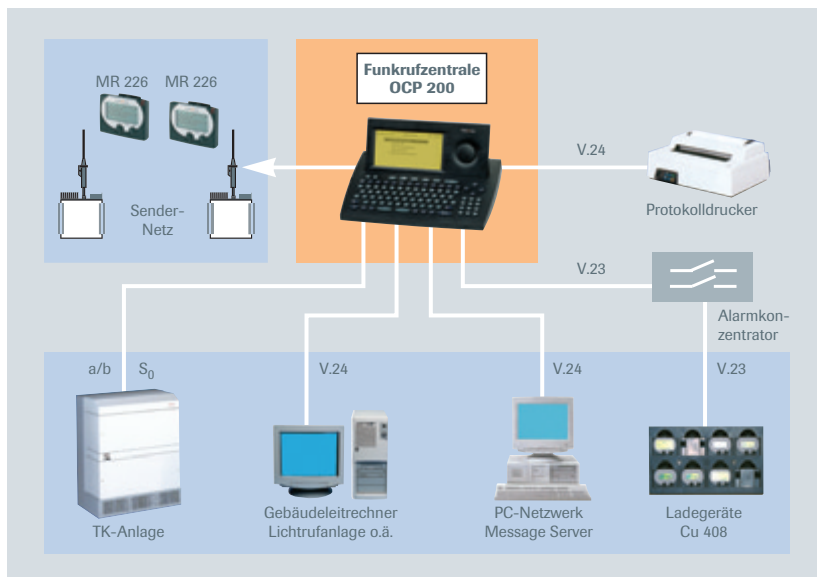 MR 226 MR 226
Funkrufzentrale
OCP 200
V.24
Sender-
Netz
Protokolldrucker
V.23
Alarmkon-
zentrator
a/b S0
V.24
V.24
V.23
TK-Anlage
Gebäudeleitrechner
Lichtrufanlage o.ä.
PC-Netzwerk
Message Server
Ladegeräte
Cu 408